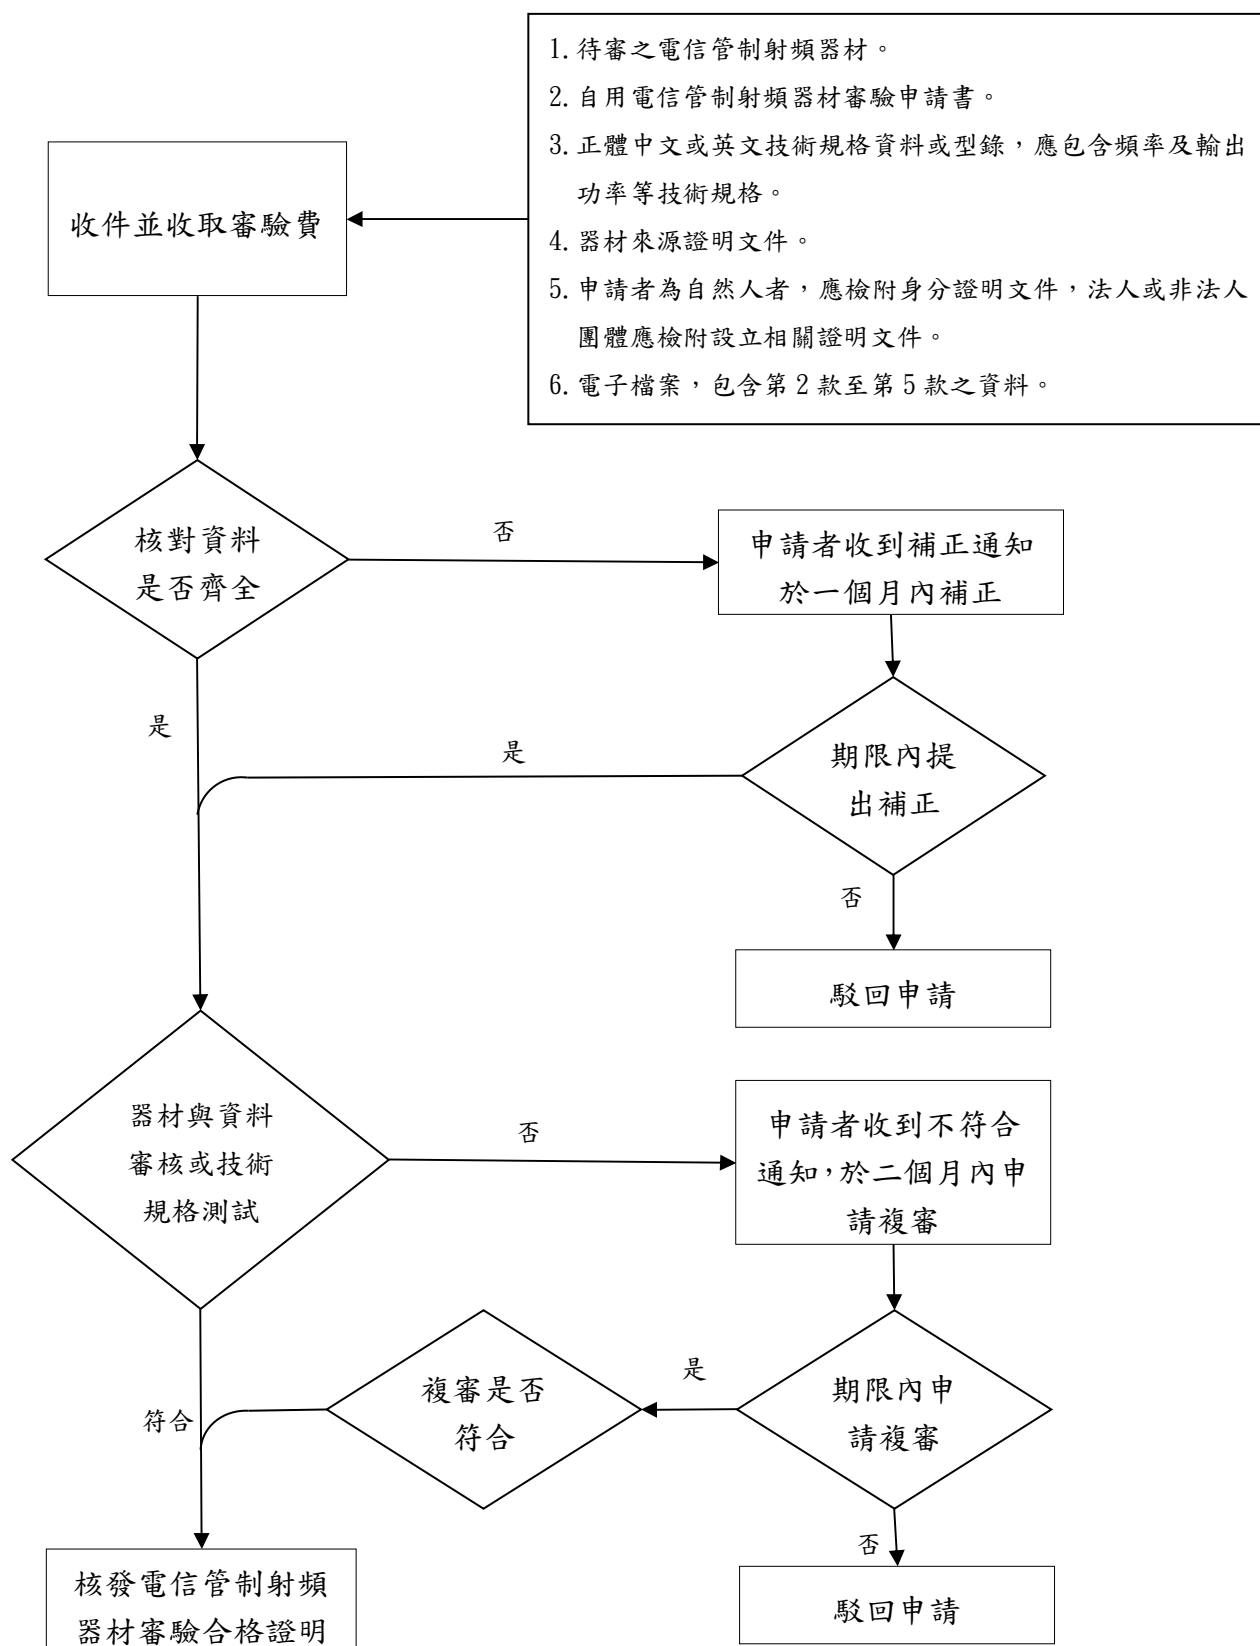 1.待審之電信管制射頻器材。
2.自用電信管制射頻器材審驗申請書。
3.正體中文或英文技術規格資料或型錄，應包含頻率及輸出
功率等技術規格。
4.器材來源證明文件。
5.申請者為自然人者，應檢附身分證明文件，法人或非法人
團體應檢附設立相關證明文件。
6.電子檔案，包含第2款至第5款之資料。
收件並收取審驗費
核對資料
是否齊全
否
申請者收到補正通知
於一個月內補正
是
是
期限內提
出補正
否
駁回申請
器材與資料
審核或技術
規格測試
否
申請者收到不符合
通知，於二個月內申
請複審
符合
複審是否
符合
是
期限內申
請複審
否
核發電信管制射頻
器材審驗合格證明
駁回申請